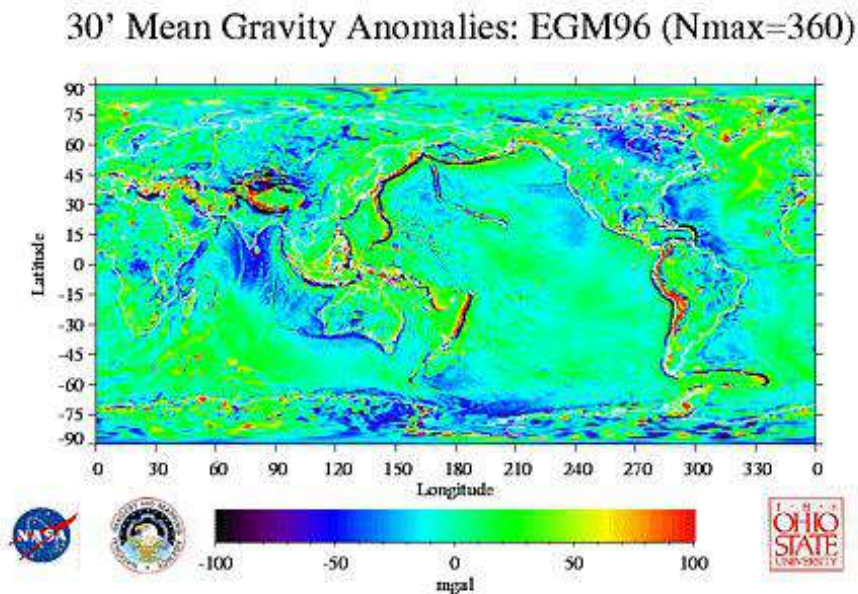 30' Mean Gravity Anomalies: EGM96 (Nmax=360)
90
75
60
45
30
15
0
-15
-30
-45
-60
-75
-90
Latitude
0 30 60 90 120 150 180 210 240 270 300 330 0
Longitude
NASA
-100 -50 0 50 100
mgal
THE
OHIO
STATE
UNIVERSITY